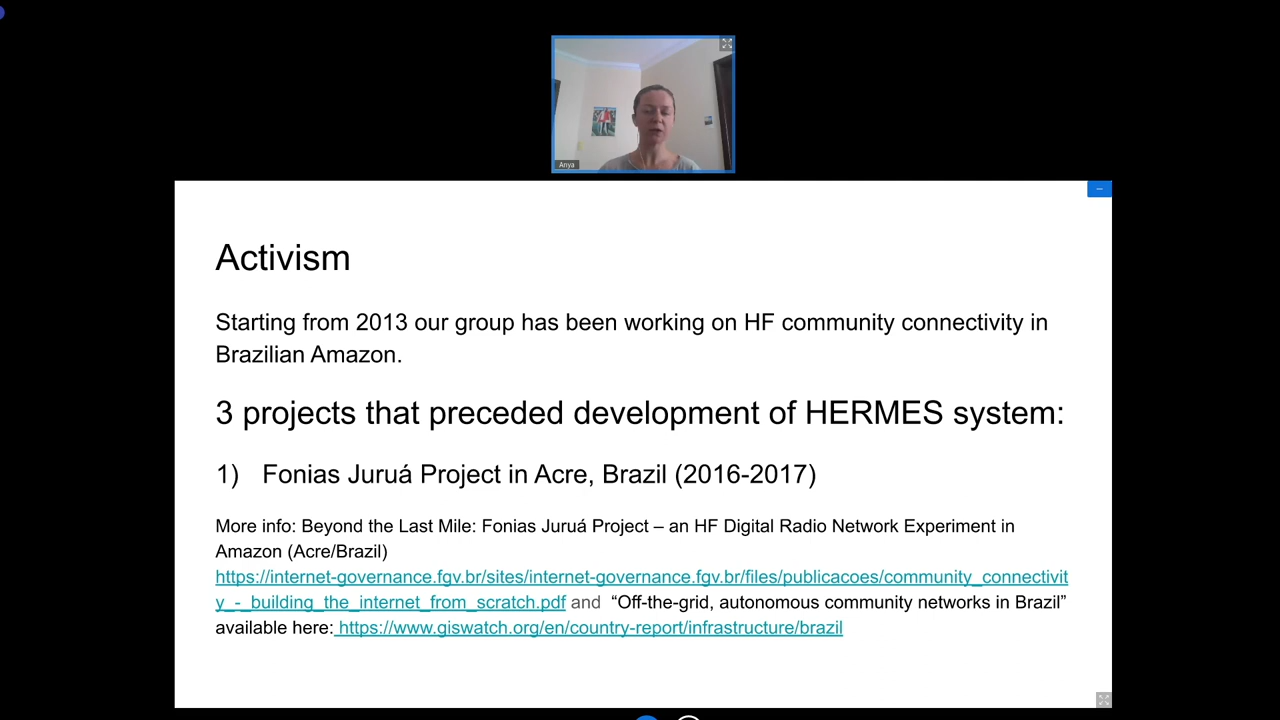 Anya
Activism
Starting from 2013 our group has been working on HF community connectivity in
Brazilian Amazon.
3 projects that preceded development of HERMES system:
1) Fonias Juruá Project in Acre, Brazil (2016-2017)
More info: Beyond the Last Mile: Fonias Juruá Project – an HF Digital Radio Network Experiment in
Amazon (Acre/Brazil)
https://internet-governance.fgv.br/sites/internet-governance.fgv.br/files/publicacoes/community_connectivit
y_-_building_the_internet_from_scratch.pdf and “Off-the-grid, autonomous community networks in Brazil”
available here: https://www.giswatch.org/en/country-report/infrastructure/brazil